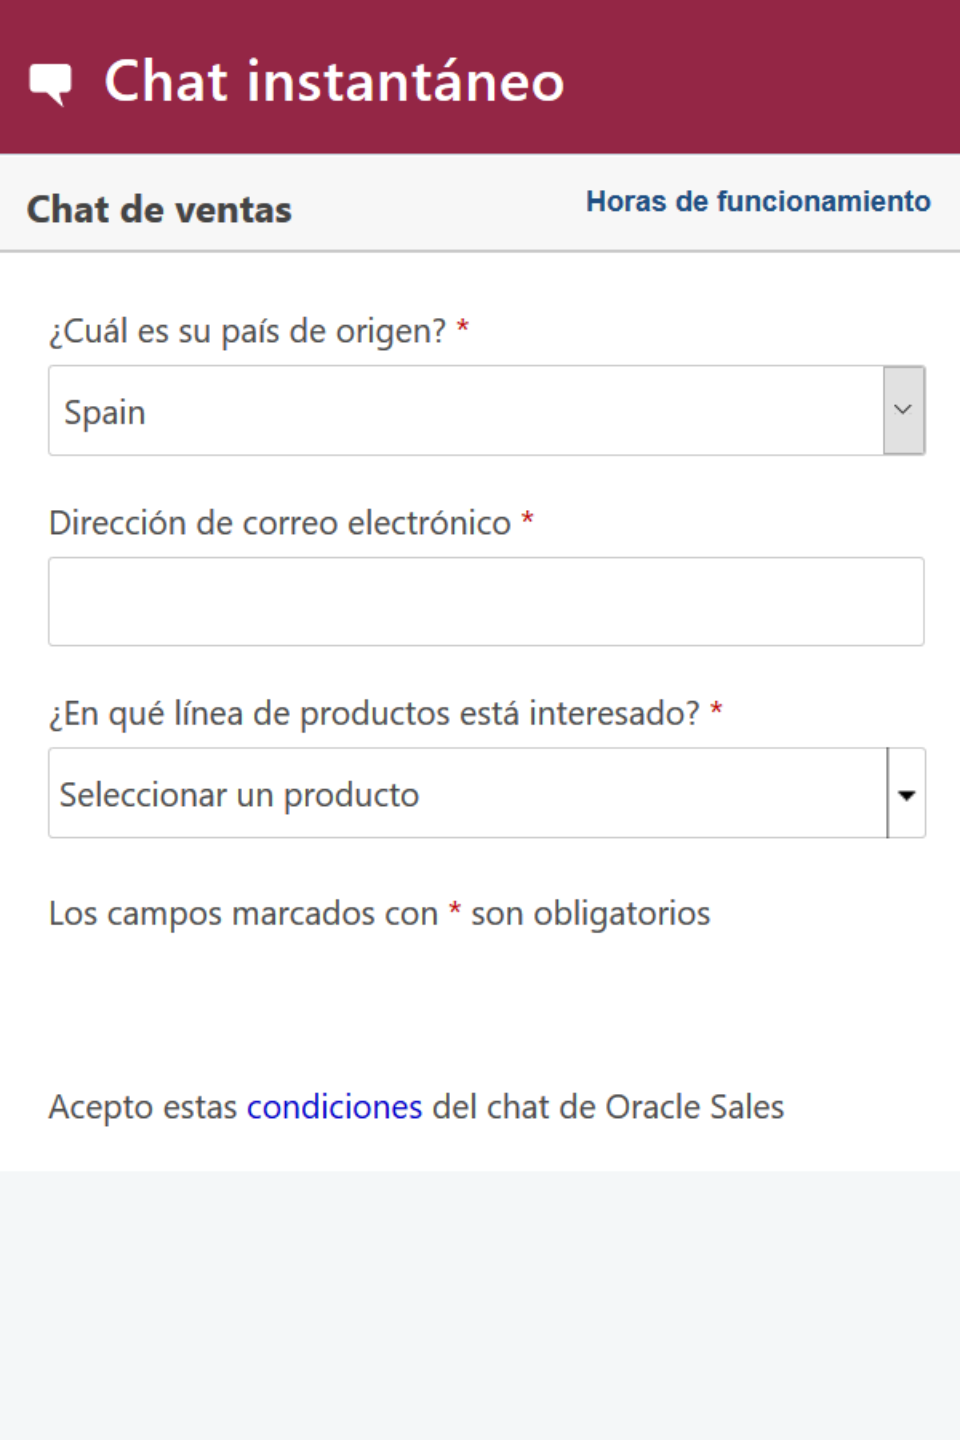 Chat instantáneo
Chat de ventas
Horas de funcionamiento
¿Cuál es su país de origen? *
Spain
Dirección de correo electrónico *
¿En qué línea de productos está interesado? *
Seleccionar un producto
Los campos marcados con * son obligatorios
Acepto estas condiciones del chat de Oracle Sales